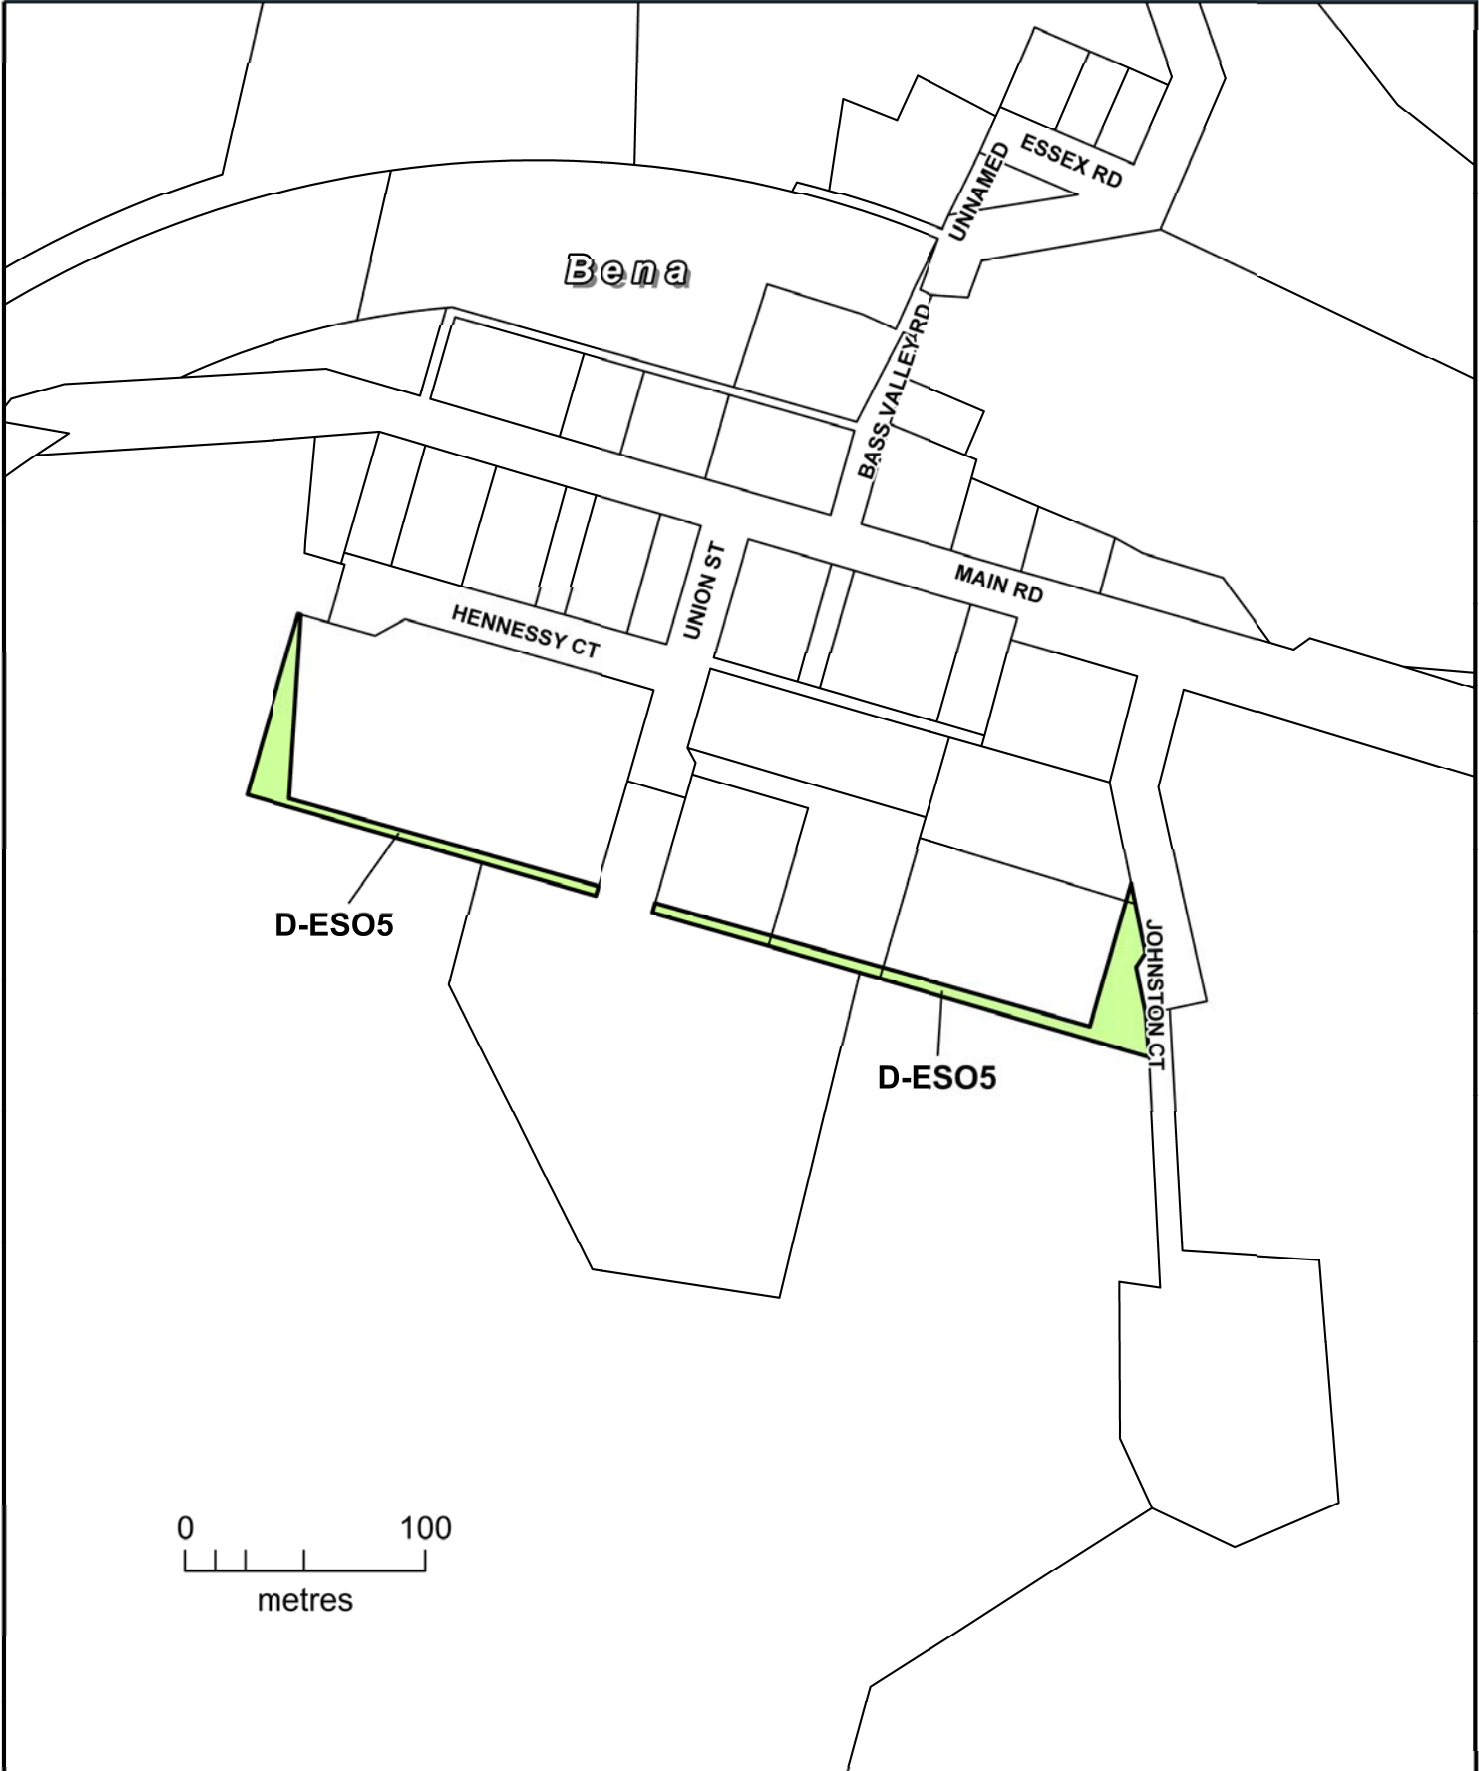 ESSEX RD
UNNAMED
Bena
BASS VALLEY RD
MAIN RD
UNION ST
HENNESSY CT
D-ESO5
JOHNSTON CT
D-ESO5
0 100
metres